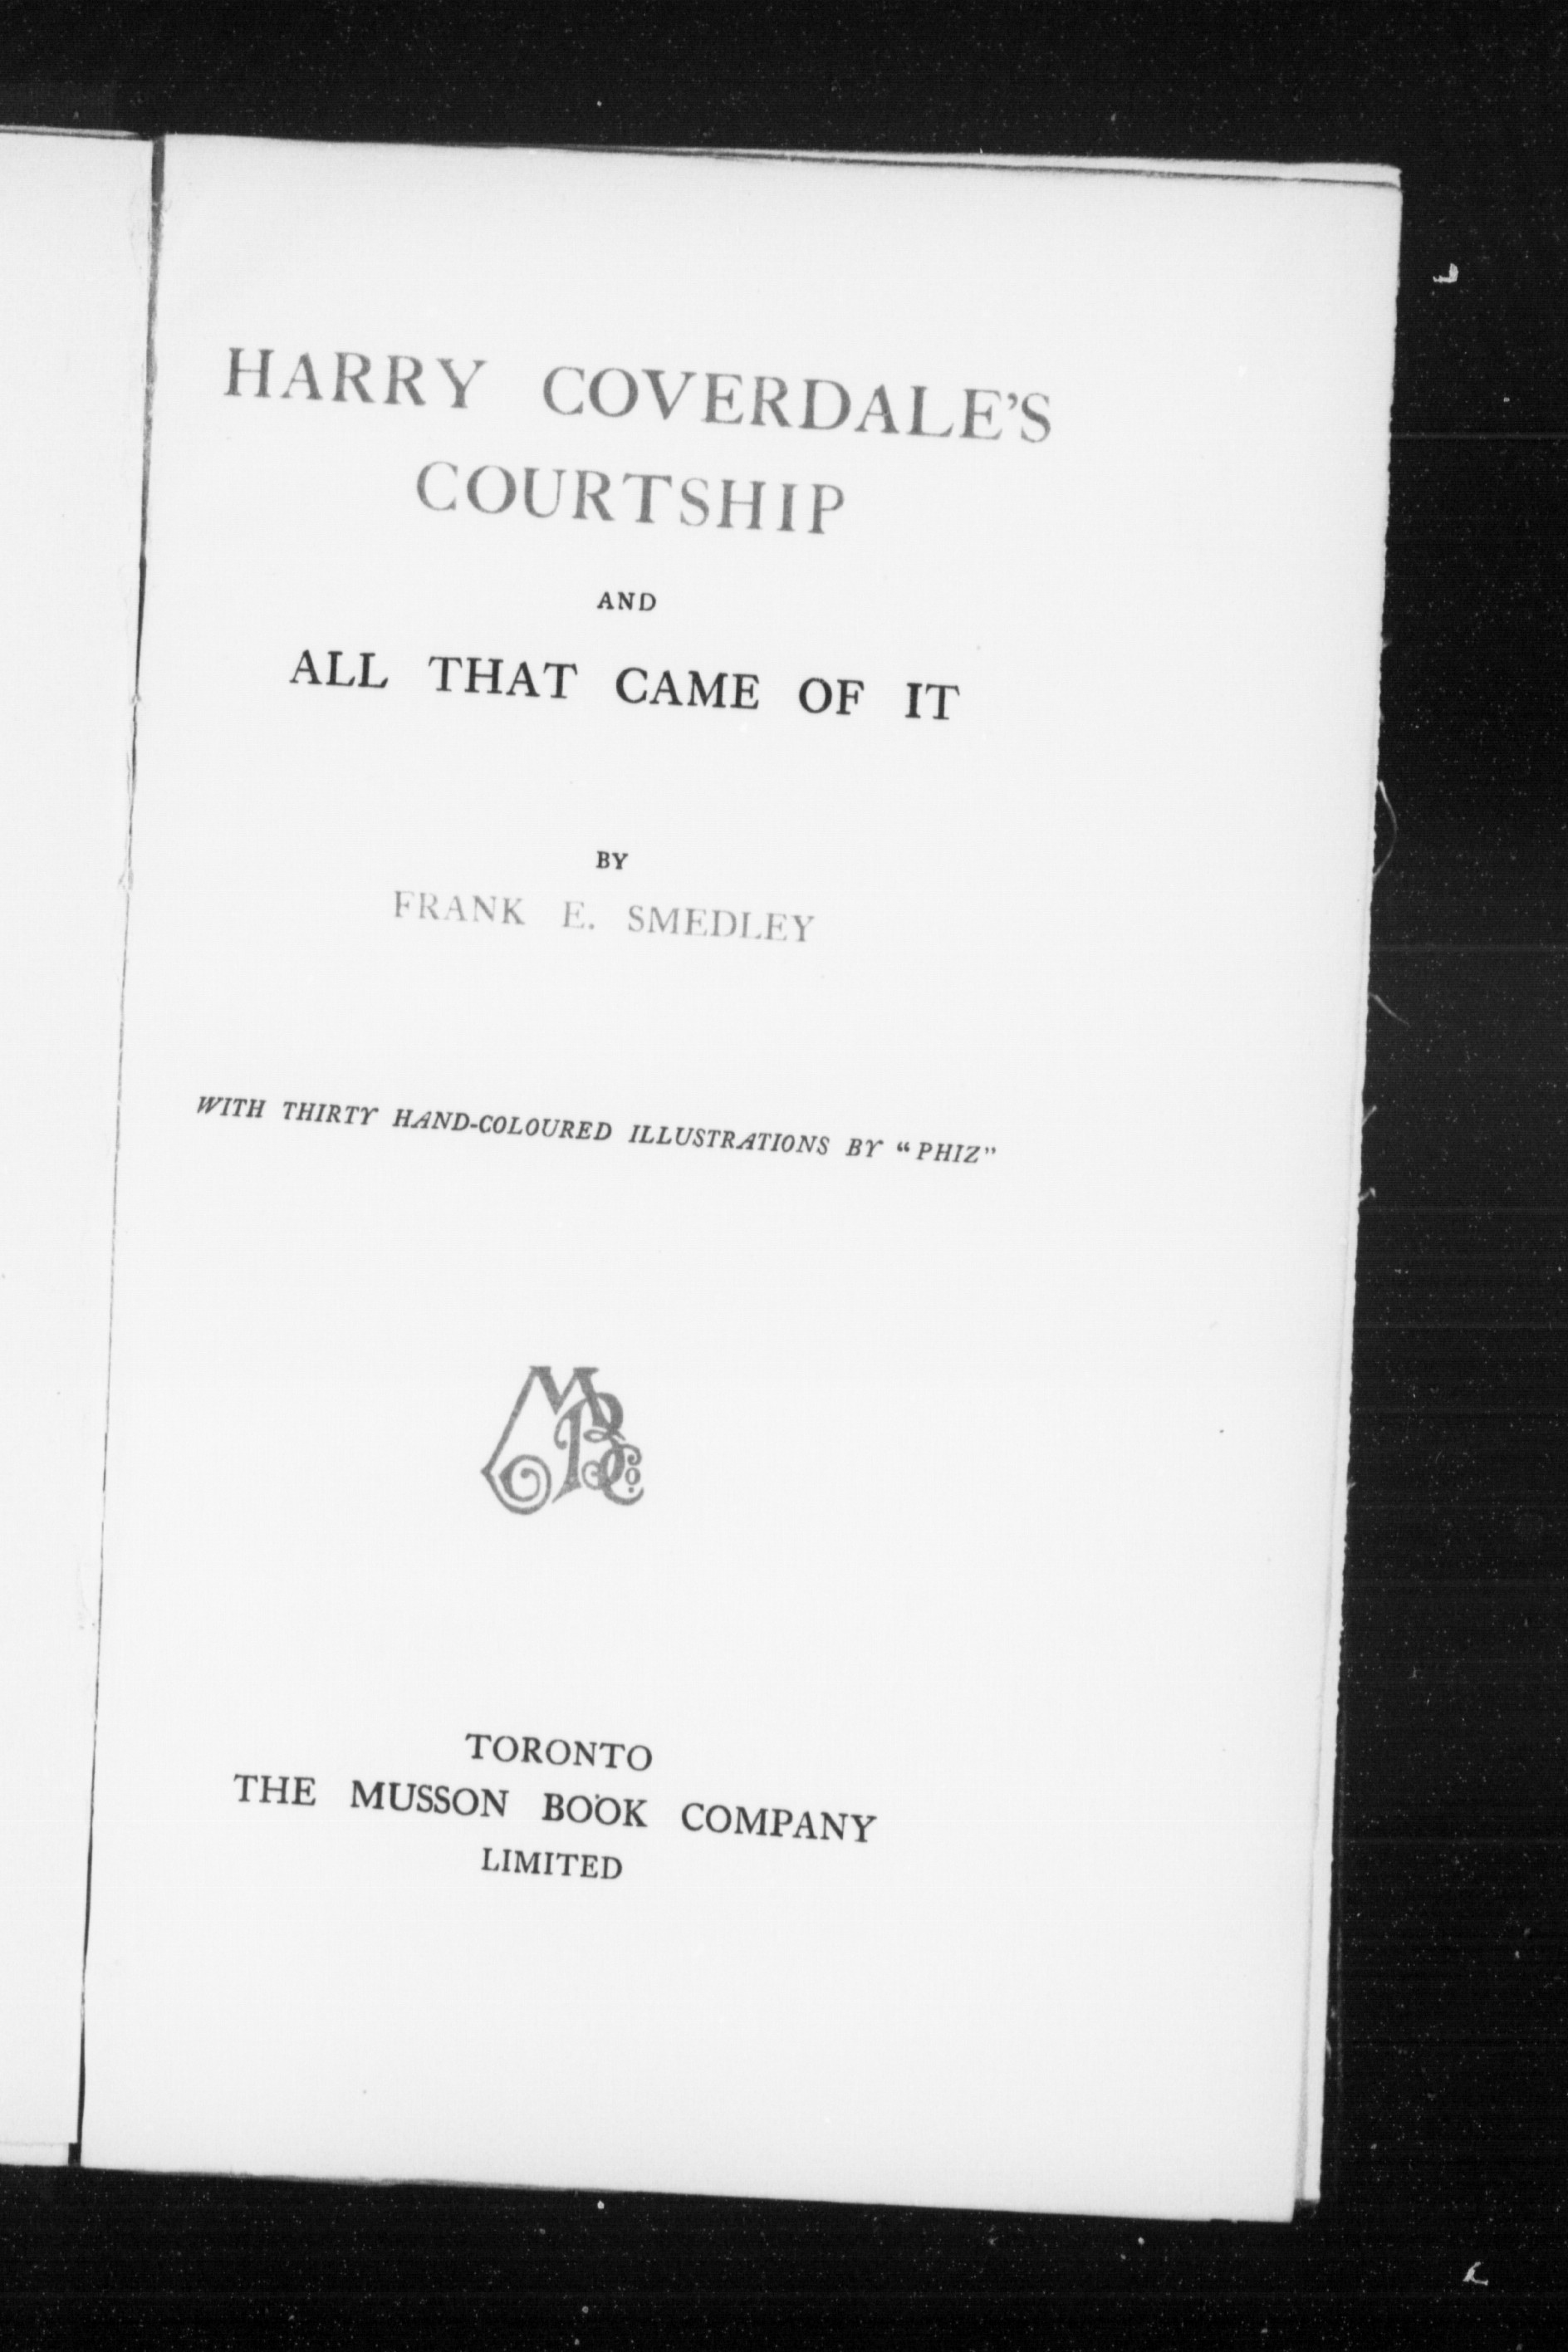 HARRY COVERDALE'S
COURTSHIP
AND
ALL THAT CAME OF IT
BY
FRANK E. SMEDLEY
WITH THIRTY HAND-COLOURED ILLUSTRATIONS BY “PHIZ”
MBCo.
TORONTO
THE MUSSON BOOK COMPANY
LIMITED